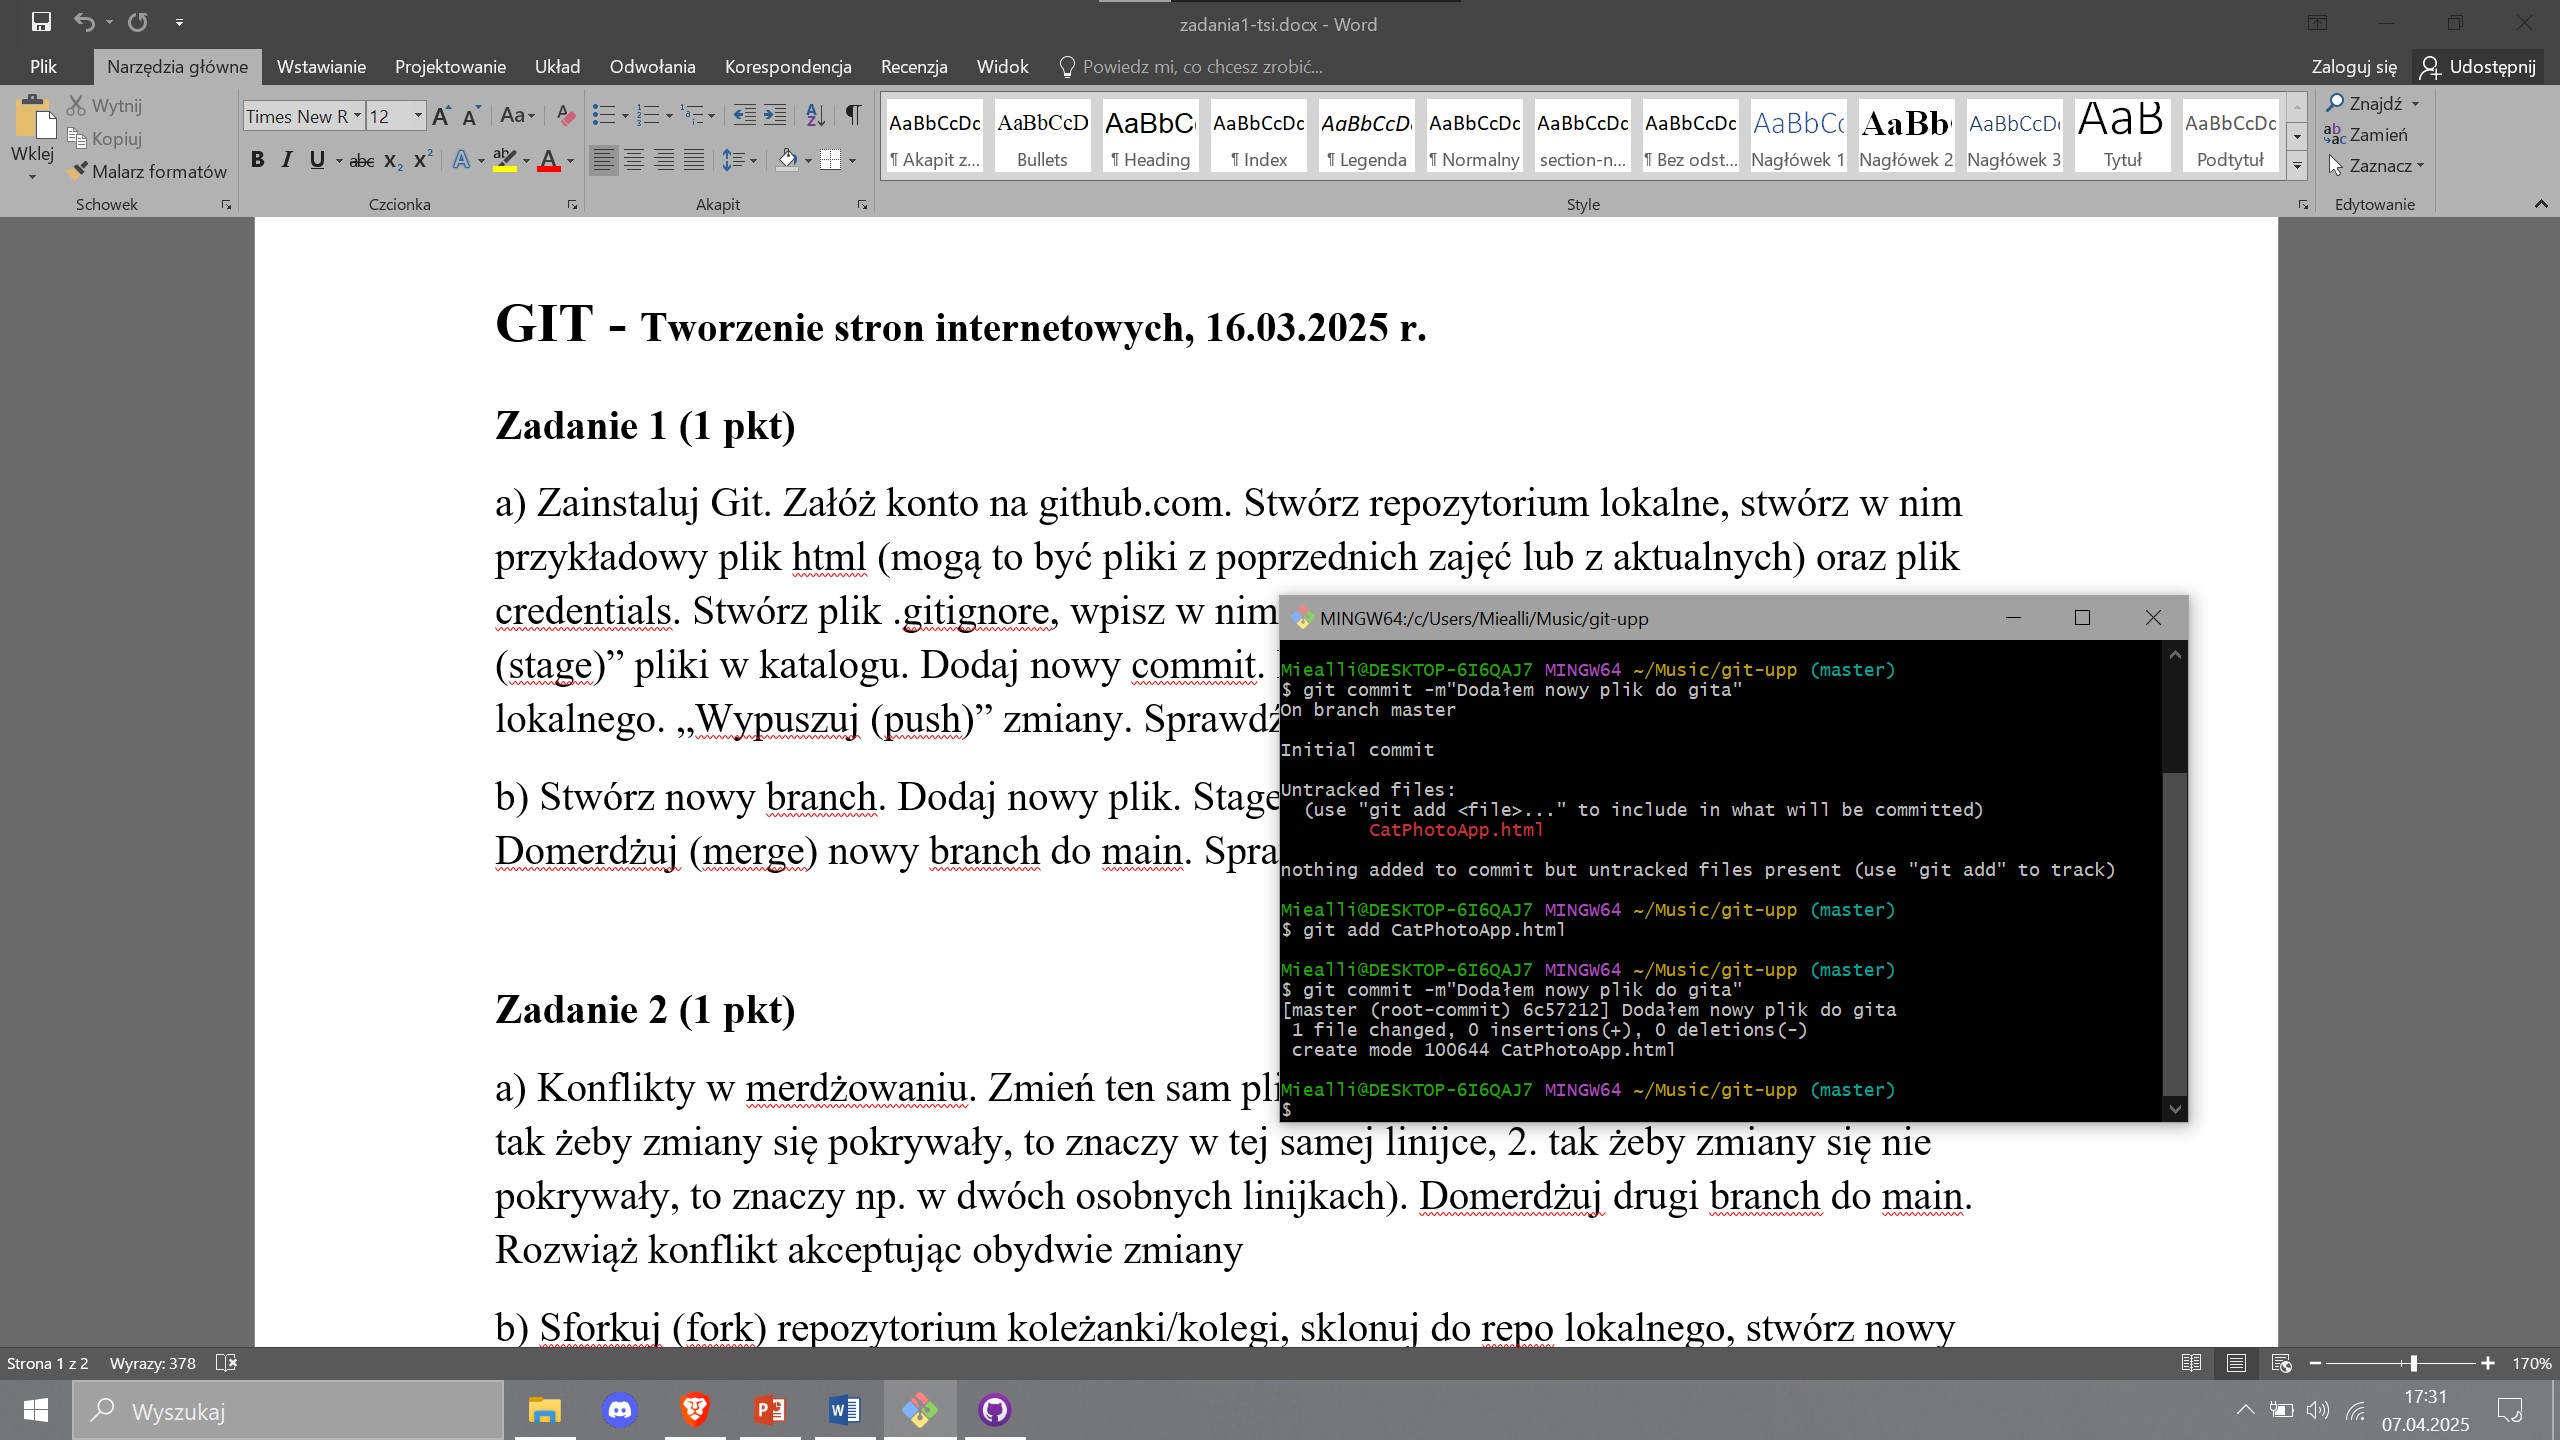 zadania1-tsi.docx - Word
Plik Narzędzia główne Wstawianie Projektowanie Układ Odwołania Korespondencja Recenzja Widok Powiedz mi, co chcesz zrobić... Zaloguj się Udostępnij
Wklej
Wytnij
Kopiuj
Malarz formatów
Schowek
Times New R 12
Czcionka
Akapit
AaBbCcDc AaBbCcD AaBbC AaBbCcDc AaBbCcD AaBbCcDc AaBbCcDc AaBbCcDc AaBbCc AaBb AaBbCcD AaB AaBbCcDc
¶ Akapit z... Bullets ¶ Heading ¶ Index ¶ Legenda ¶ Normalny section-n... ¶ Bez odst... Nagłówek 1 Nagłówek 2 Nagłówek 3 Tytuł Podtytuł
Style
Znajdź
Zamień
Zaznacz
Edytowanie
GIT - Tworzenie stron internetowych, 16.03.2025 r.
Zadanie 1 (1 pkt)
a) Zainstaluj Git. Załóż konto na github.com. Stwórz repozytorium lokalne, stwórz w nim
przykładowy plik html (mogą to być pliki z poprzednich zajęć lub z aktualnych) oraz plik
credentials. Stwórz plik .gitignore, wpisz w nim
(stage)” pliki w katalogu. Dodaj nowy commit.
lokalnego. „Wypuszuj (push)” zmiany. Sprawdź
b) Stwórz nowy branch. Dodaj nowy plik. Stage
Domerdżuj (merge) nowy branch do main. Spra
Zadanie 2 (1 pkt)
a) Konflikty w merdżowaniu. Zmień ten sam pli
tak żeby zmiany się pokrywały, to znaczy w tej samej linijce, 2. tak żeby zmiany się nie
pokrywały, to znaczy np. w dwóch osobnych linijkach). Domerdżuj drugi branch do main.
Rozwiąż konflikt akceptując obydwie zmiany
b) Sforkuj (fork) repozytorium koleżanki/kolegi, sklonuj do repo lokalnego, stwórz nowy
MINGW64:/c/Users/Miealli/Music/git-upp
Miealli@DESKTOP-6I6QAJ7 MINGW64 ~/Music/git-upp (master)
$ git commit -m"Dodałem nowy plik do gita"
On branch master
Initial commit
Untracked files:
(use "git add <file>..." to include in what will be committed)
CatPhotoApp.html
nothing added to commit but untracked files present (use "git add" to track)
Miealli@DESKTOP-6I6QAJ7 MINGW64 ~/Music/git-upp (master)
$ git add CatPhotoApp.html
Miealli@DESKTOP-6I6QAJ7 MINGW64 ~/Music/git-upp (master)
$ git commit -m"Dodałem nowy plik do gita"
[master (root-commit) 6c57212] Dodałem nowy plik do gita
1 file changed, 0 insertions(+), 0 deletions(-)
create mode 100644 CatPhotoApp.html
Miealli@DESKTOP-6I6QAJ7 MINGW64 ~/Music/git-upp (master)
$
Strona 1 z 2 Wyrazy: 378 170%
Wyszukaj
17:31
07.04.2025